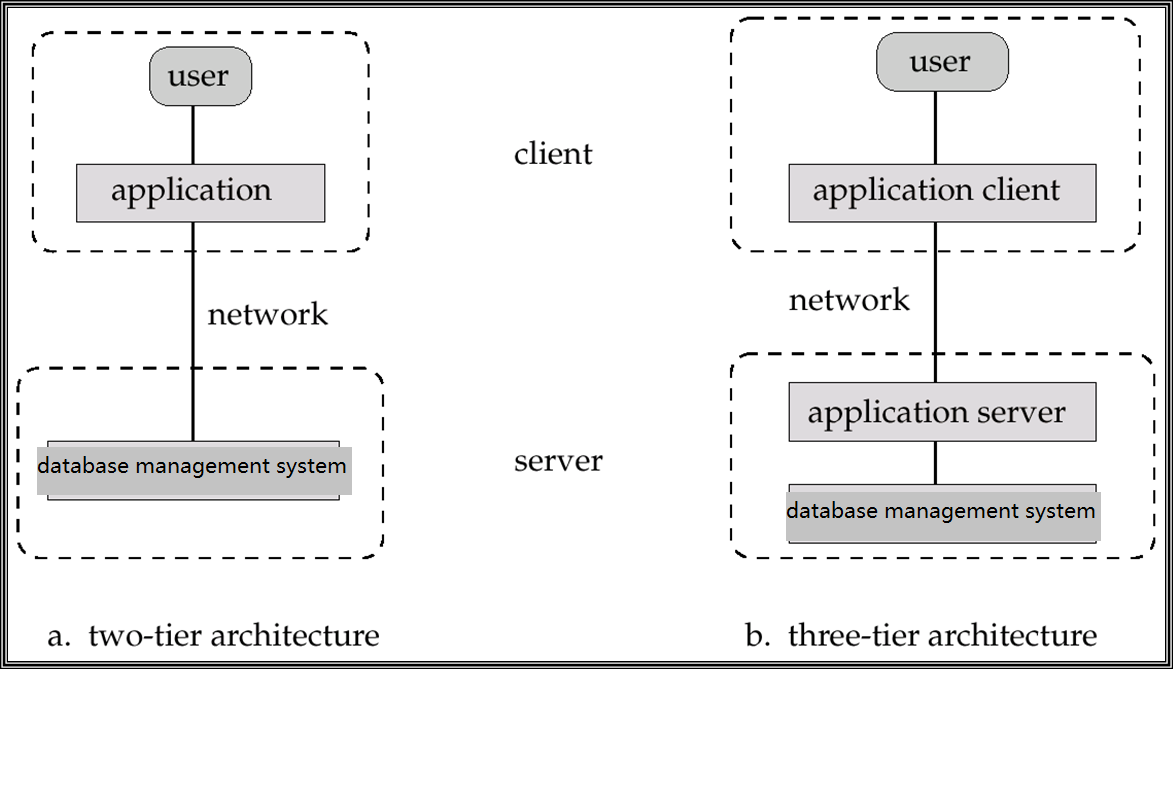 user
application
network
database management system
a. two-tier architecture
client
server
user
application client
network
application server
database management system
b. three-tier architecture